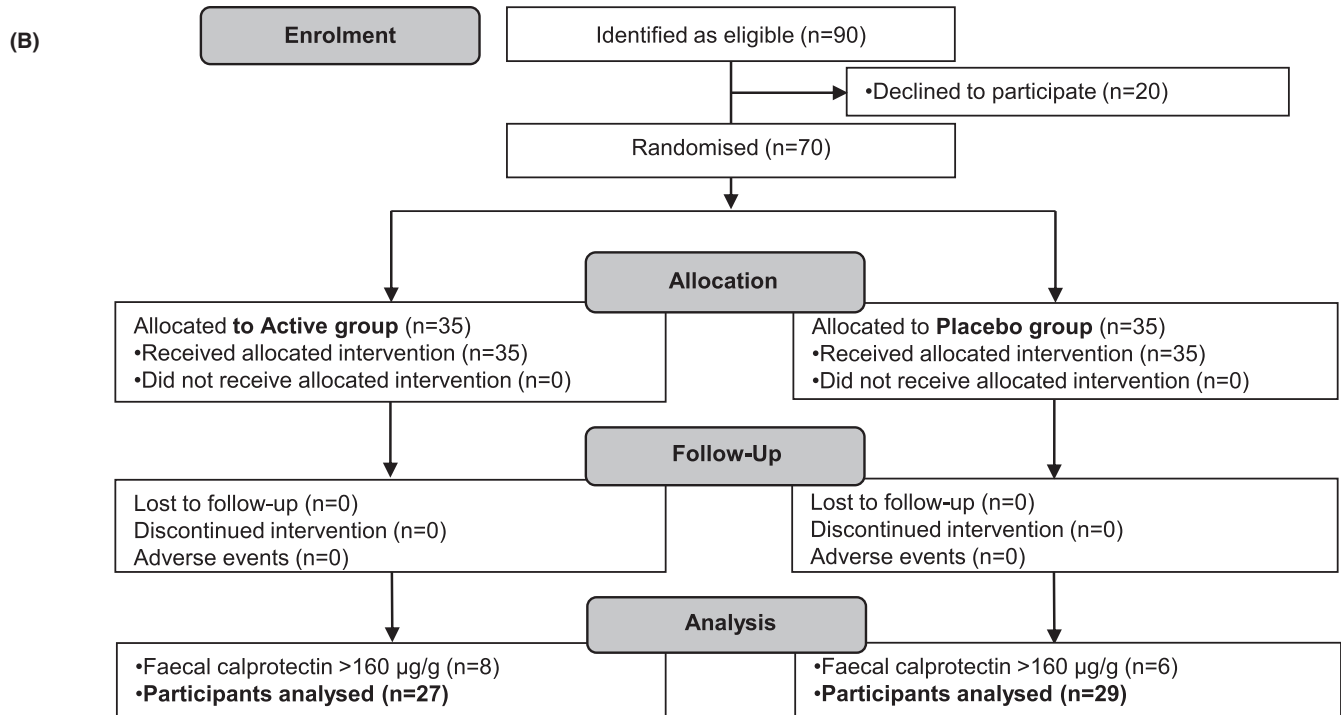 (B)
Enrolment
Identified as eligible (n=90)
•Declined to participate (n=20)
Randomised (n=70)
Allocation
Allocated to Active group (n=35)
•Received allocated intervention (n=35)
•Did not receive allocated intervention (n=0)
Allocated to Placebo group (n=35)
•Received allocated intervention (n=35)
•Did not receive allocated intervention (n=0)
Follow-Up
Lost to follow-up (n=0)
Discontinued intervention (n=0)
Adverse events (n=0)
Lost to follow-up (n=0)
Discontinued intervention (n=0)
Adverse events (n=0)
Analysis
•Faecal calprotectin >160 µg/g (n=8)
•Participants analysed (n=27)
•Faecal calprotectin >160 µg/g (n=6)
•Participants analysed (n=29)